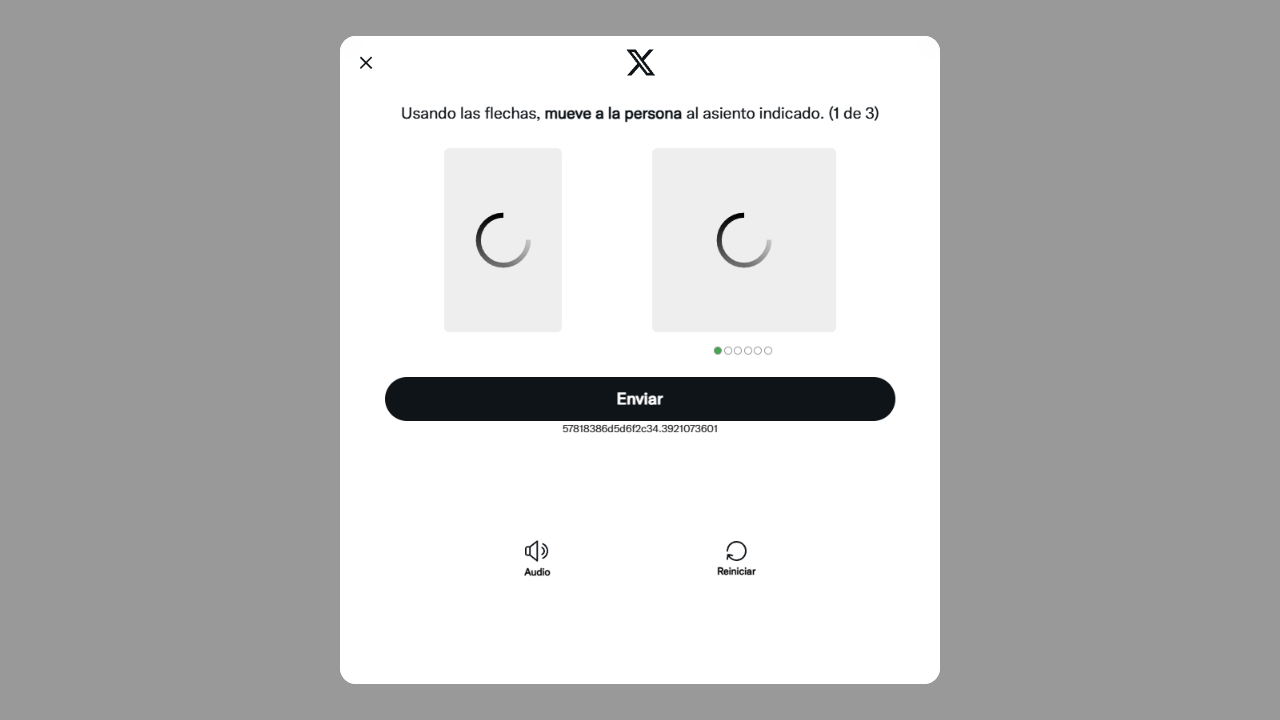 Usando las flechas, mueve a la persona al asiento indicado. (1 de 3)
Enviar
57818386d5d6f2c34.3921073601
Audio
Reiniciar